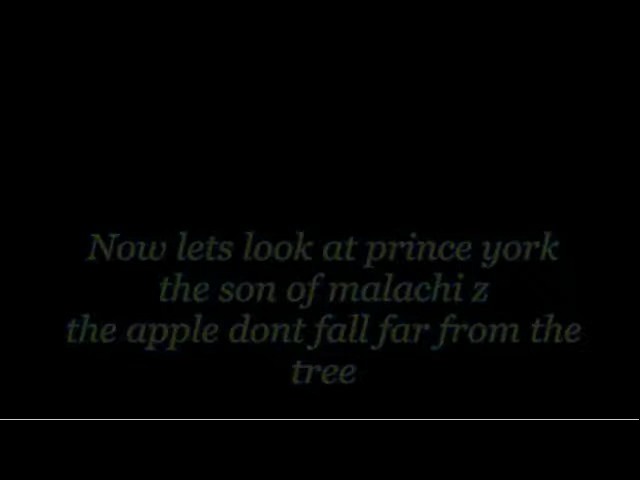 Now lets look at prince york
the son of malachi z
the apple dont fall far from the
tree